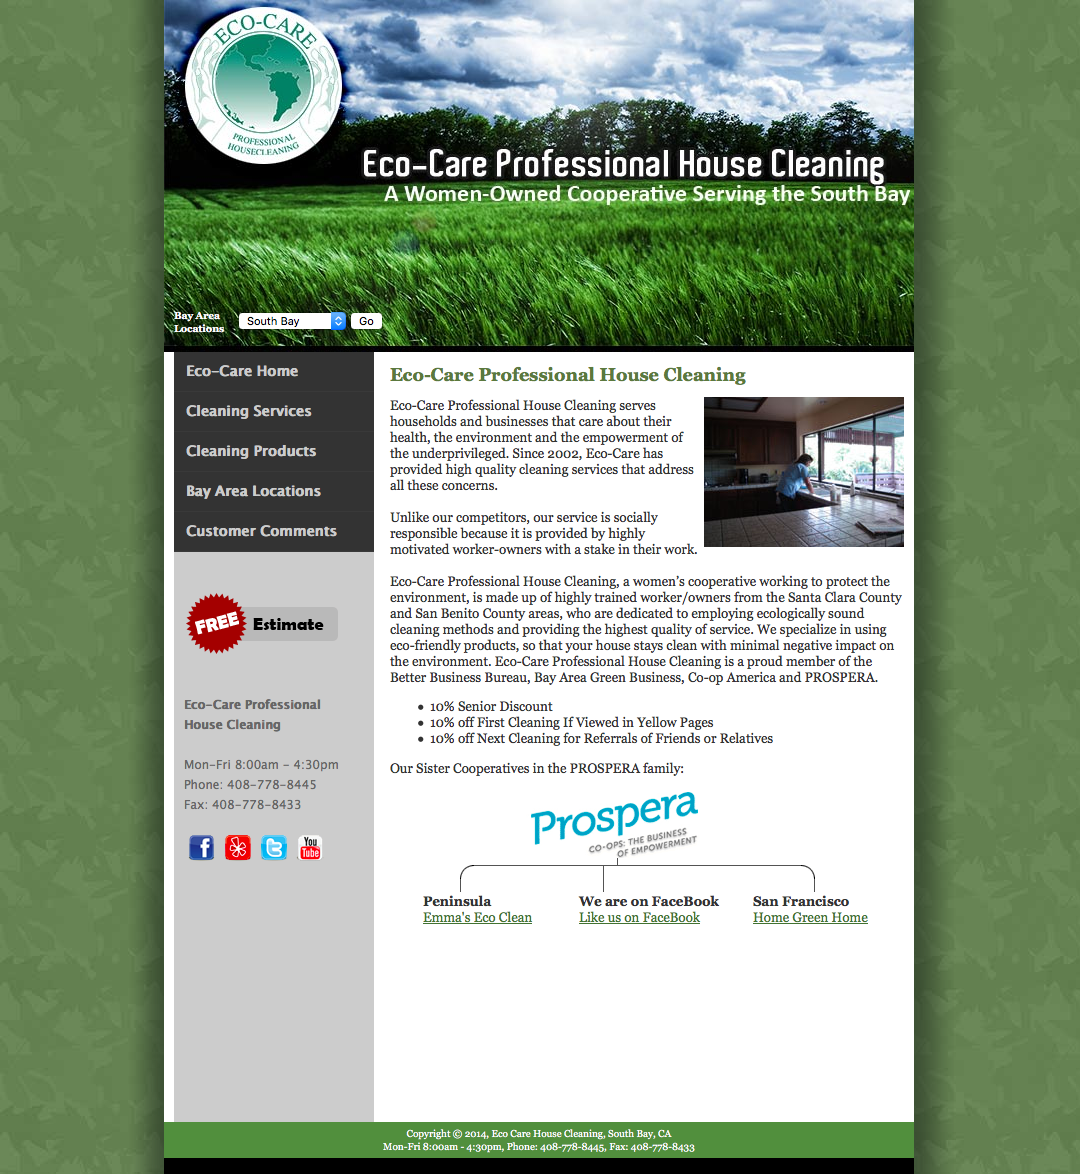 ECO-CARE
PROFESSIONAL
HOUSECLEANING
Eco-Care Professional House Cleaning
A Women-Owned Cooperative Serving the South Bay
Bay Area
Locations
South Bay
Go
Eco-Care Home
Cleaning Services
Cleaning Products
Bay Area Locations
Customer Comments
FREE Estimate
Eco-Care Professional
House Cleaning
Mon-Fri 8:00am - 4:30pm
Phone: 408-778-8445
Fax: 408-778-8433
You
Tube
Eco-Care Professional House Cleaning
Eco-Care Professional House Cleaning serves
households and businesses that care about their
health, the environment and the empowerment of
the underprivileged. Since 2002, Eco-Care has
provided high quality cleaning services that address
all these concerns.
Unlike our competitors, our service is socially
responsible because it is provided by highly
motivated worker-owners with a stake in their work.
Eco-Care Professional House Cleaning, a women's cooperative working to protect the
environment, is made up of highly trained worker/owners from the Santa Clara County
and San Benito County areas, who are dedicated to employing ecologically sound
cleaning methods and providing the highest quality of service. We specialize in using
eco-friendly products, so that your house stays clean with minimal negative impact on
the environment. Eco-Care Professional House Cleaning is a proud member of the
Better Business Bureau, Bay Area Green Business, Co-op America and PROSPERA.
• 10% Senior Discount
• 10% off First Cleaning If Viewed in Yellow Pages
• 10% off Next Cleaning for Referrals of Friends or Relatives
Our Sister Cooperatives in the PROSPERA family:
Prospera
CO-OPS: THE BUSINESS
OF EMPOWERMENT
Peninsula
Emma's Eco Clean
We are on FaceBook
Like us on FaceBook
San Francisco
Home Green Home
Copyright © 2014, Eco Care House Cleaning, South Bay, CA
Mon-Fri 8:00am - 4:30pm, Phone: 408-778-8445, Fax: 408-778-8433